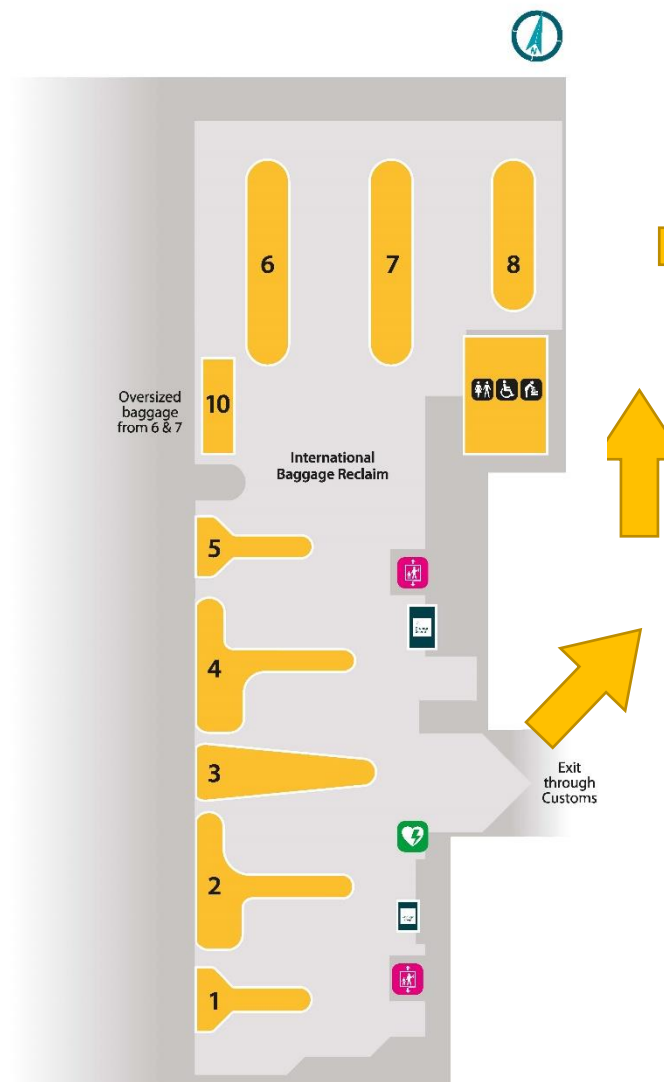 N
6
7
8
Oversized
baggage
from 6 & 7
10
International
Baggage Reclaim
5
4
3
Exit
through
Customs
2
1